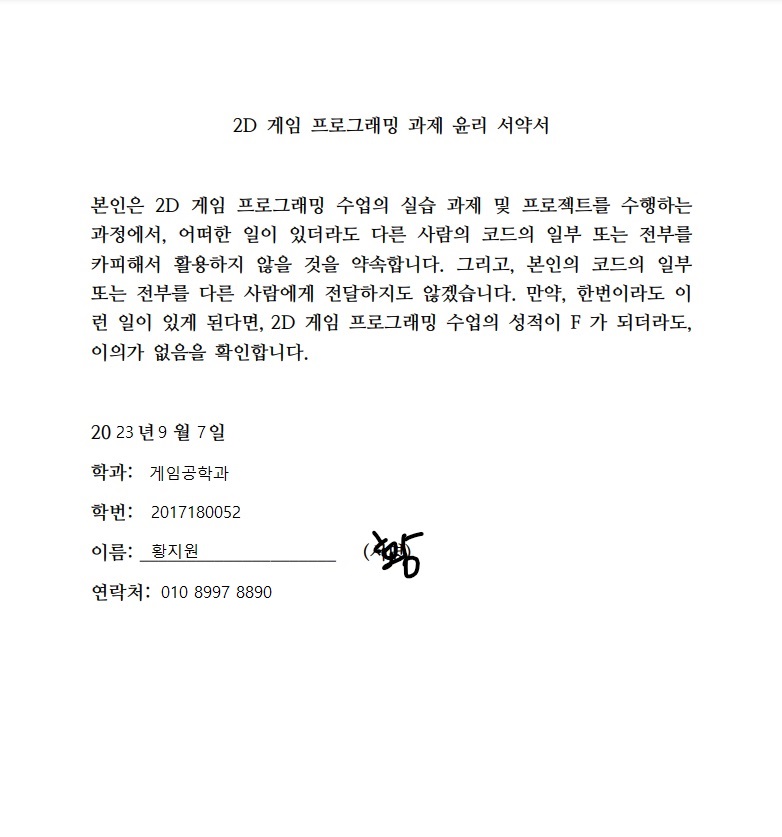 2D 게임 프로그래밍 과제 윤리 서약서
본인은 2D 게임 프로그래밍 수업의 실습 과제 및 프로젝트를 수행하는
과정에서, 어떠한 일이 있더라도 다른 사람의 코드의 일부 또는 전부를
카피해서 활용하지 않을 것을 약속합니다. 그리고, 본인의 코드의 일부
또는 전부를 다른 사람에게 전달하지도 않겠습니다. 만약, 한번이라도 이
런 일이 있게 된다면, 2D 게임 프로그래밍 수업의 성적이 F 가 되더라도,
이의가 없음을 확인합니다.
20 23 년 9 월 7 일
학과: 게임공학과
학번: 2017180052
이름: 황지원
연락처: 010 8997 8890